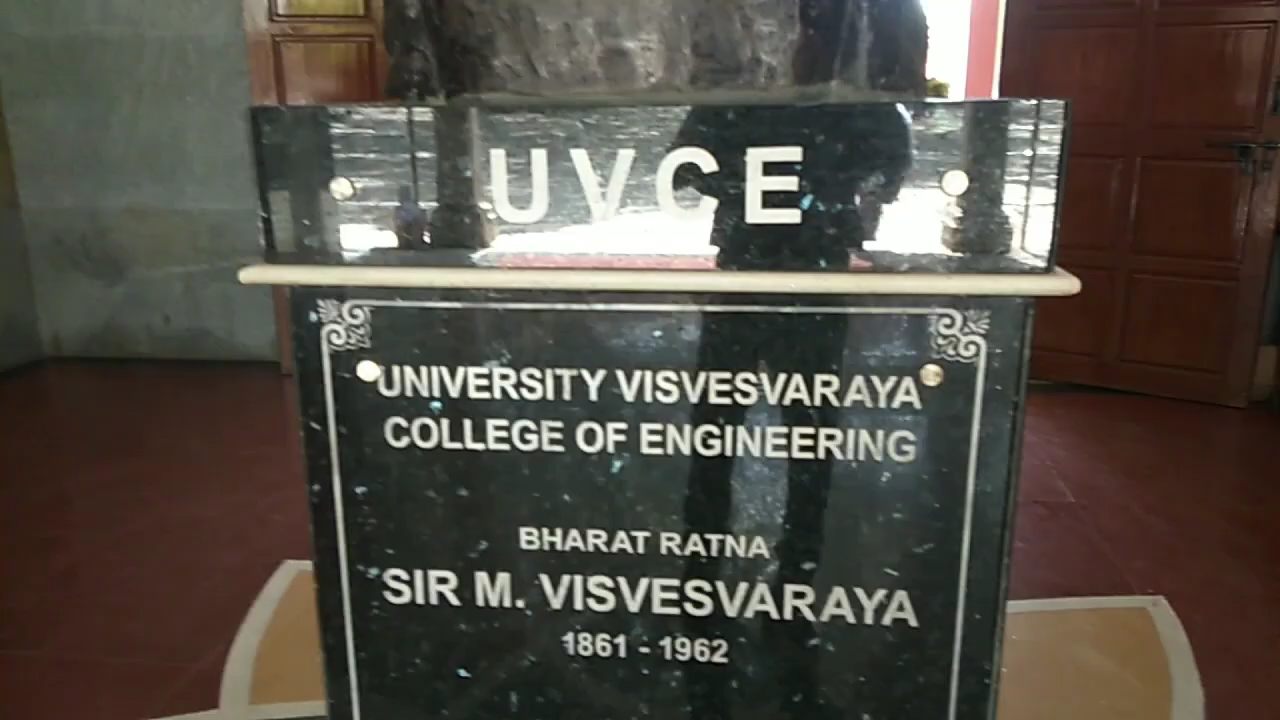 UVCE
UNIVERSITY VISVESVARAYA
COLLEGE OF ENGINEERING
BHARAT RATNA
SIR M. VISVESVARAYA
1861 - 1962